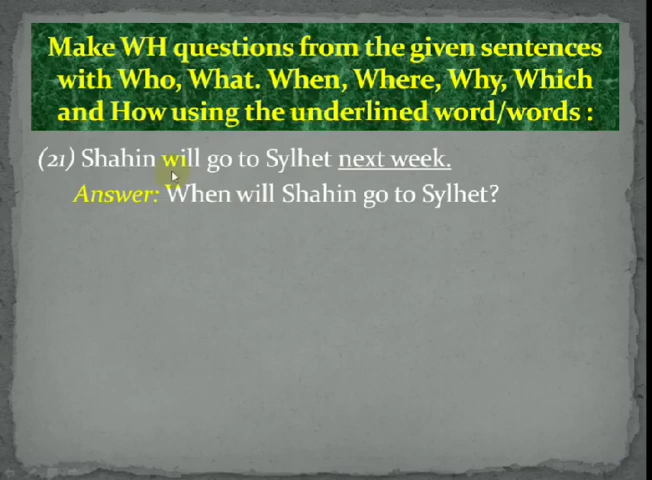 Make WH questions from the given sentences
with Who, What. When, Where, Why, Which
and How using the underlined word/words :
(21) Shahin will go to Sylhet next week.
Answer: When will Shahin go to Sylhet?